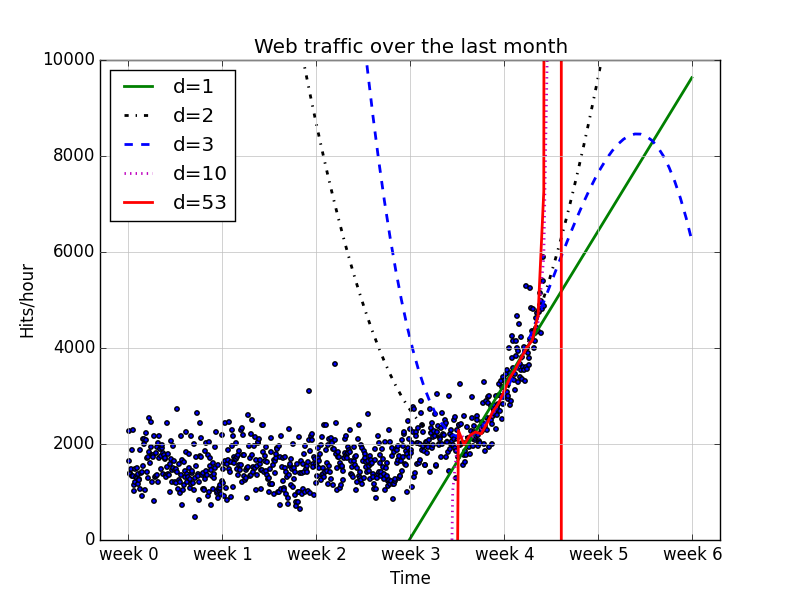 Web traffic over the last month
10000
8000
6000
4000
2000
0
Hits/hour
d=1
d=2
d=3
d=10
d=53
week 0 week 1 week 2 week 3 week 4 week 5 week 6
Time